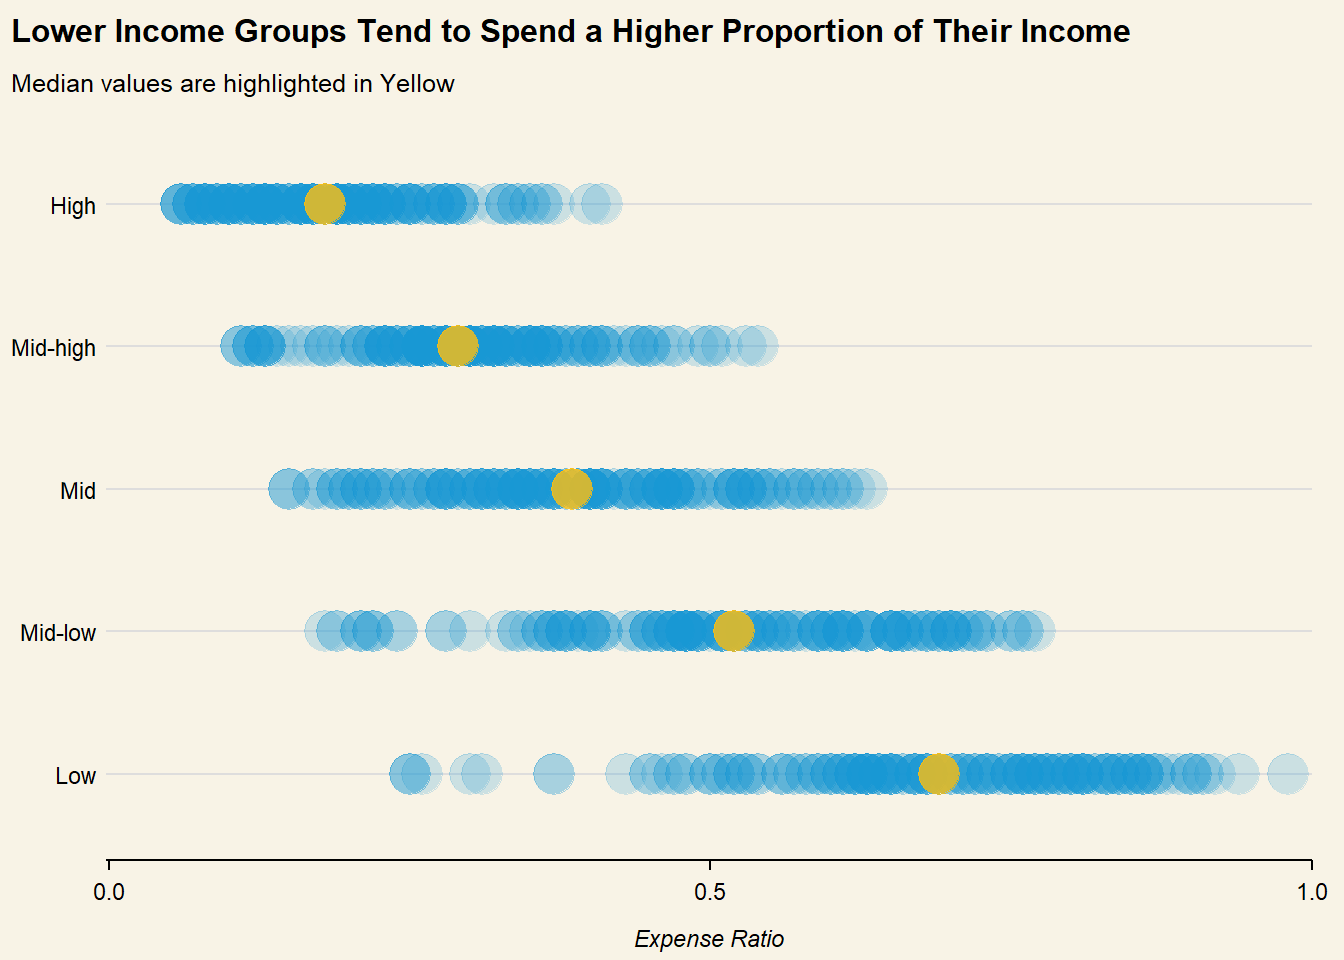 Lower Income Groups Tend to Spend a Higher Proportion of Their Income
Median values are highlighted in Yellow
High
Mid-high
Mid
Mid-low
Low
0.0
0.5
1.0
Expense Ratio